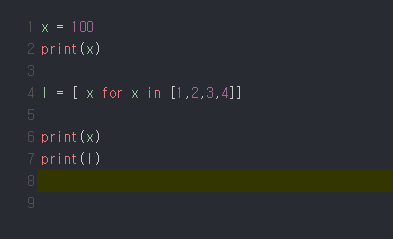 1 x = 100
2 print(x)
3
4 l = [ x for x in [1,2,3,4]]
5
6 print(x)
7 print(l)
8
9